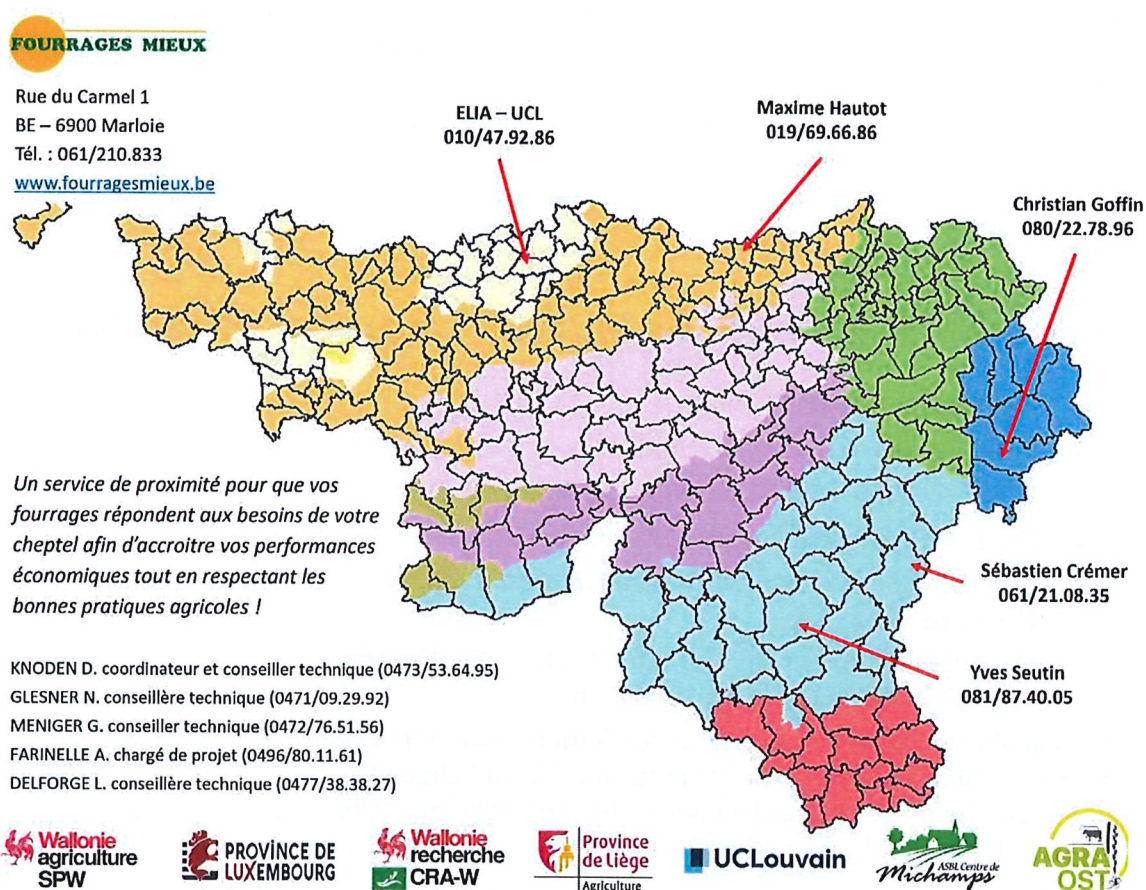 FOURRAGES MIEUX
Rue du Carmel 1
BE – 6900 Marloie
Tél. : 061/210.833
www.fourragesmieux.be
ELIA – UCL
010/47.92.86
Maxime Hautot
019/69.66.86
Christian Goffin
080/22.78.96
Un service de proximité pour que vos
fourrages répondent aux besoins de votre
cheptel afin d'accroitre vos performances
économiques tout en respectant les
bonnes pratiques agricoles !
Sébastien Crémer
061/21.08.35
Yves Seutin
081/87.40.05
KNODEN D. coordinateur et conseiller technique (0473/53.64.95)
GLESNER N. conseillère technique (0471/09.29.92)
MENIGER G. conseiller technique (0472/76.51.56)
FARINELLE A. chargé de projet (0496/80.11.61)
DELFORGE L. conseillère technique (0477/38.38.27)
Wallonie
agriculture
SPW
PROVINCE DE
LUXEMBOURG
Wallonie
recherche
CRA-W
Province
de Liège
Agriculture
UCLouvain
ASBL Centre de
Michamps
AGRA
OST